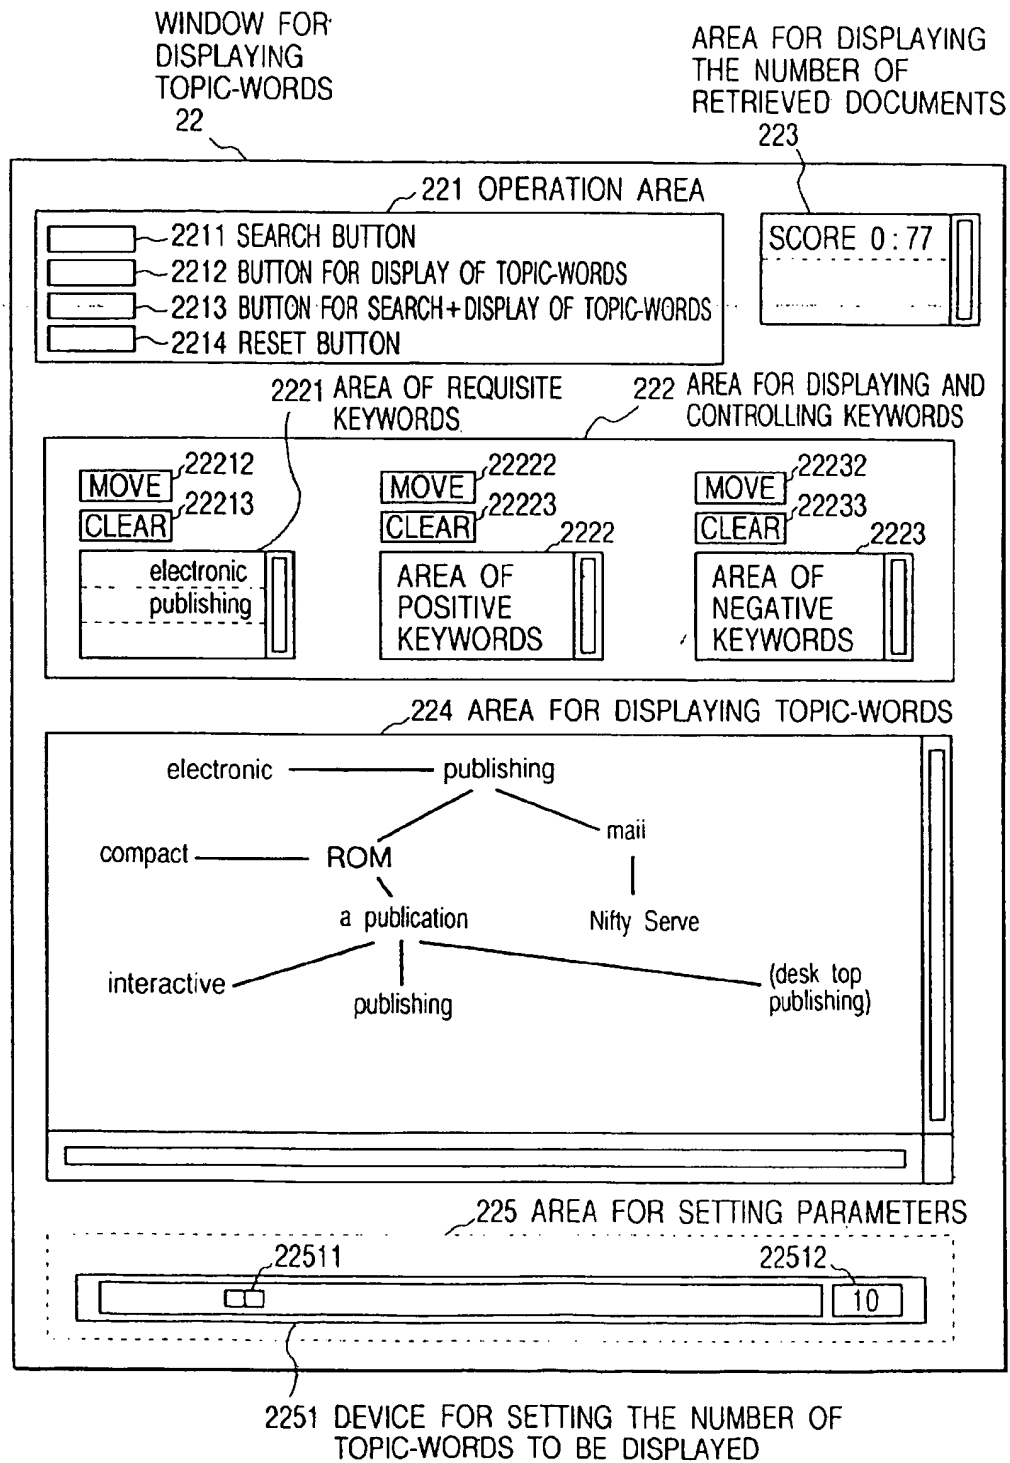 WINDOW FOR
DISPLAYING
TOPIC-WORDS
22
AREA FOR DISPLAYING
THE NUMBER OF
RETRIEVED DOCUMENTS
223
221 OPERATION AREA
2211 SEARCH BUTTON
2212 BUTTON FOR DISPLAY OF TOPIC-WORDS
2213 BUTTON FOR SEARCH+DISPLAY OF TOPIC-WORDS
2214 RESET BUTTON
SCORE 0:77
2221 AREA OF REQUISITE
KEYWORDS
222 AREA FOR DISPLAYING AND
CONTROLLING KEYWORDS
MOVE 22212
CLEAR 22213
electronic
publishing
MOVE 22222
CLEAR 22223
2222
AREA OF
POSITIVE
KEYWORDS
MOVE 22232
CLEAR 22233
2223
AREA OF
NEGATIVE
KEYWORDS
224 AREA FOR DISPLAYING TOPIC-WORDS
electronic publishing
mail
compact ROM
a publication Nifty Serve
interactive
publishing
(desk top
publishing)
225 AREA FOR SETTING PARAMETERS
22511
22512
10
2251 DEVICE FOR SETTING THE NUMBER OF
TOPIC-WORDS TO BE DISPLAYED